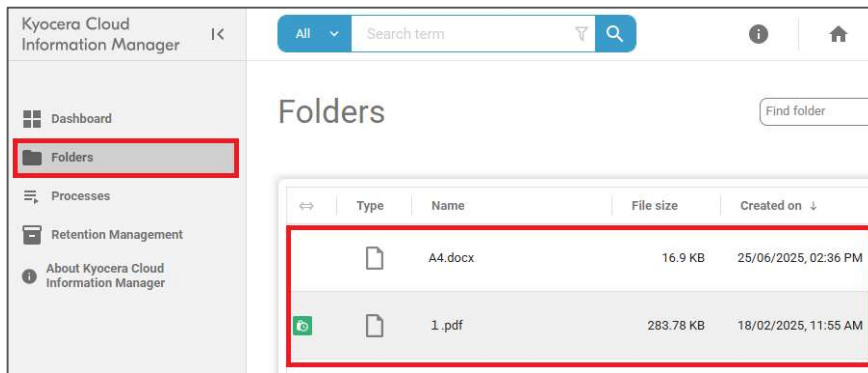 Kyocera Cloud
Information Manager
All
Search term
Dashboard
Folders
Processes
Retention Management
About Kyocera Cloud
Information Manager
Folders
Find folder
Type Name File size Created on ↓
A4.docx 16.9 KB 25/06/2025, 02:36 PM
1.pdf 283.78 KB 18/02/2025, 11:55 AM